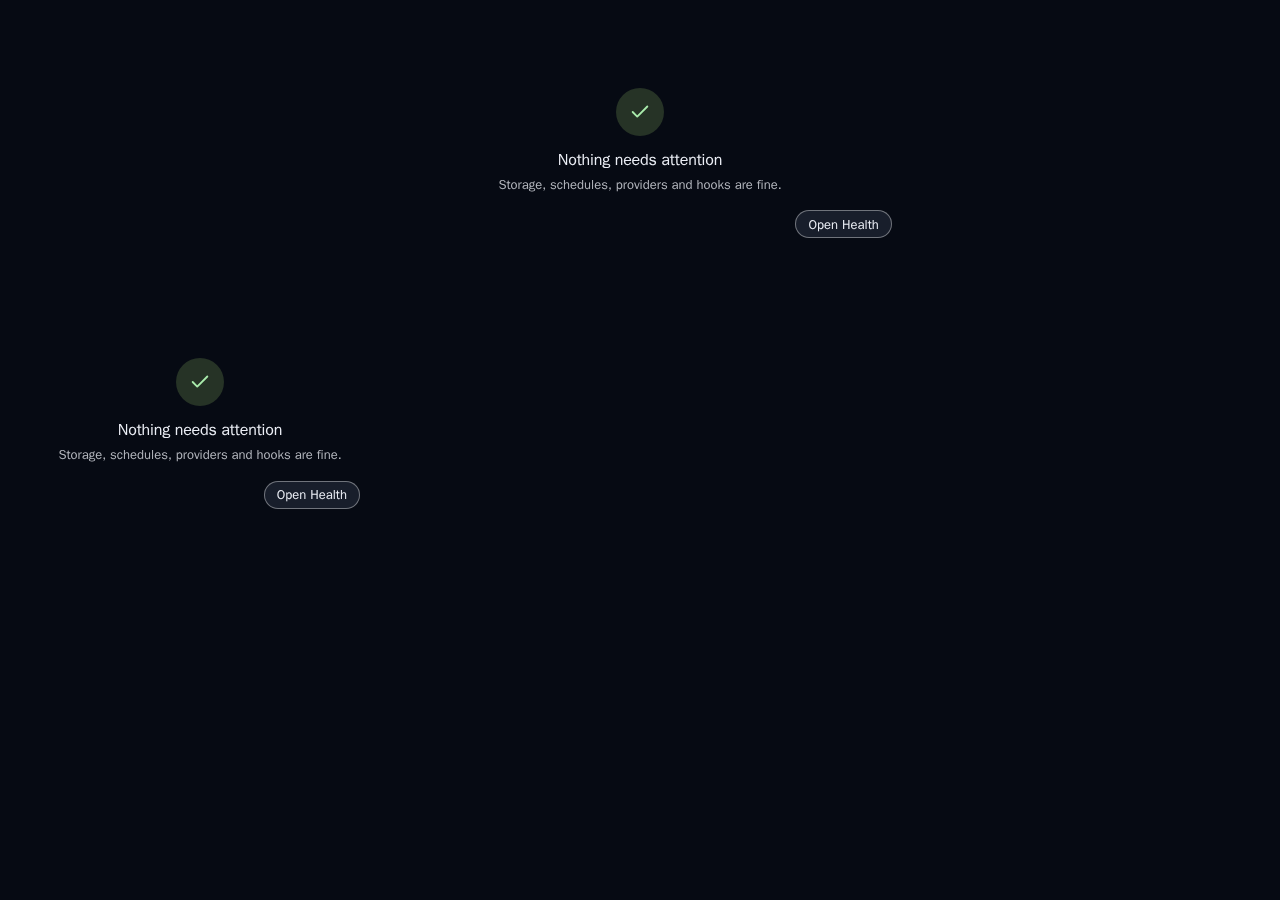 Nothing needs attention
Storage, schedules, providers and hooks are fine.
Open Health
Nothing needs attention
Storage, schedules, providers and hooks are fine.
Open Health